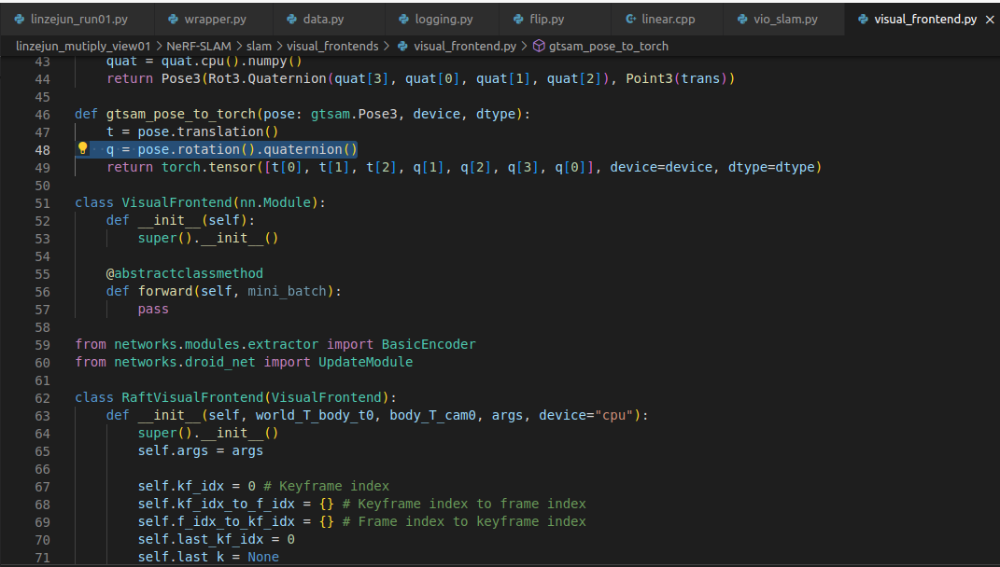 linzejun_run01.py wrapper.py data.py logging.py flip.py linear.cpp vio_slam.py visual_frontend.py
linzejun_mutiply_view01 > NeRF-SLAM > slam > visual_frontends > visual_frontend.py > gtsam_pose_to_torch
43 quat = quat.cpu().numpy()
44 return Pose3(Rot3.Quaternion(quat[3], quat[0], quat[1], quat[2]), Point3(trans))
45
46 def gtsam_pose_to_torch(pose: gtsam.Pose3, device, dtype):
47 t = pose.translation()
48 q = pose.rotation().quaternion()
49 return torch.tensor([t[0], t[1], t[2], q[1], q[2], q[3], q[0]], device=device, dtype=dtype)
50
51 class VisualFrontend(nn.Module):
52 def __init__(self):
53 super().__init__()
54
55 @abstractclassmethod
56 def forward(self, mini_batch):
57 pass
58
59 from networks.modules.extractor import BasicEncoder
60 from networks.droid_net import UpdateModule
61
62 class RaftVisualFrontend(VisualFrontend):
63 def __init__(self, world_T_body_t0, body_T_cam0, args, device="cpu"):
64 super().__init__()
65 self.args = args
66
67 self.kf_idx = 0 # Keyframe index
68 self.kf_idx_to_f_idx = {} # Keyframe index to frame index
69 self.f_idx_to_kf_idx = {} # Frame index to keyframe index
70 self.last_kf_idx = 0
71 self.last_k = None